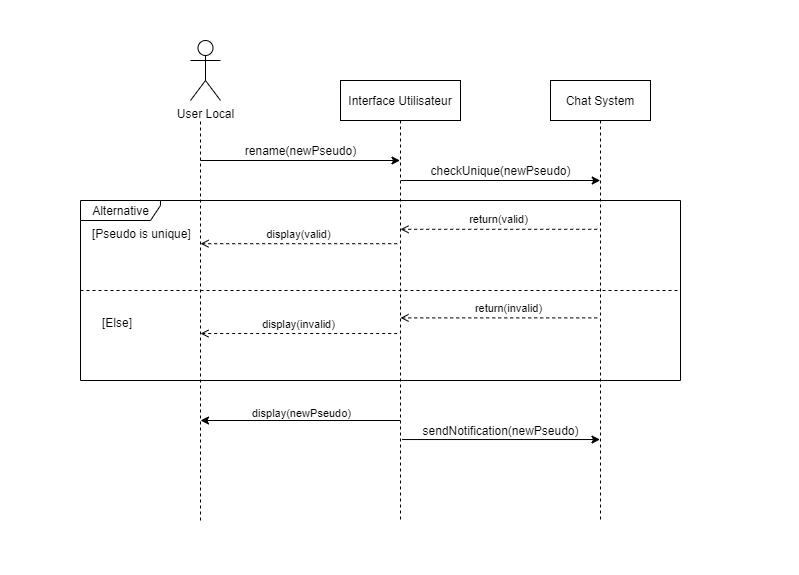 User Local
Interface Utilisateur
Chat System
rename(newPseudo)
checkUnique(newPseudo)
Alternative
[Pseudo is unique]
return(valid)
display(valid)
[Else]
return(invalid)
display(invalid)
display(newPseudo)
sendNotification(newPseudo)